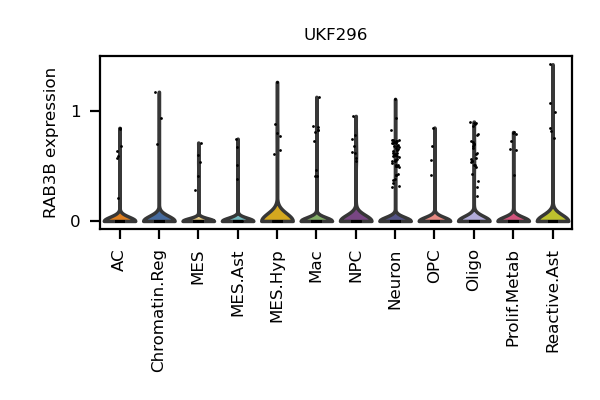 UKF296
RAB3B expression
1
0
AC
Chromatin.Reg
MES
MES.Ast
MES.Hyp
Mac
NPC
Neuron
OPC
Oligo
Prolif.Metab
Reactive.Ast